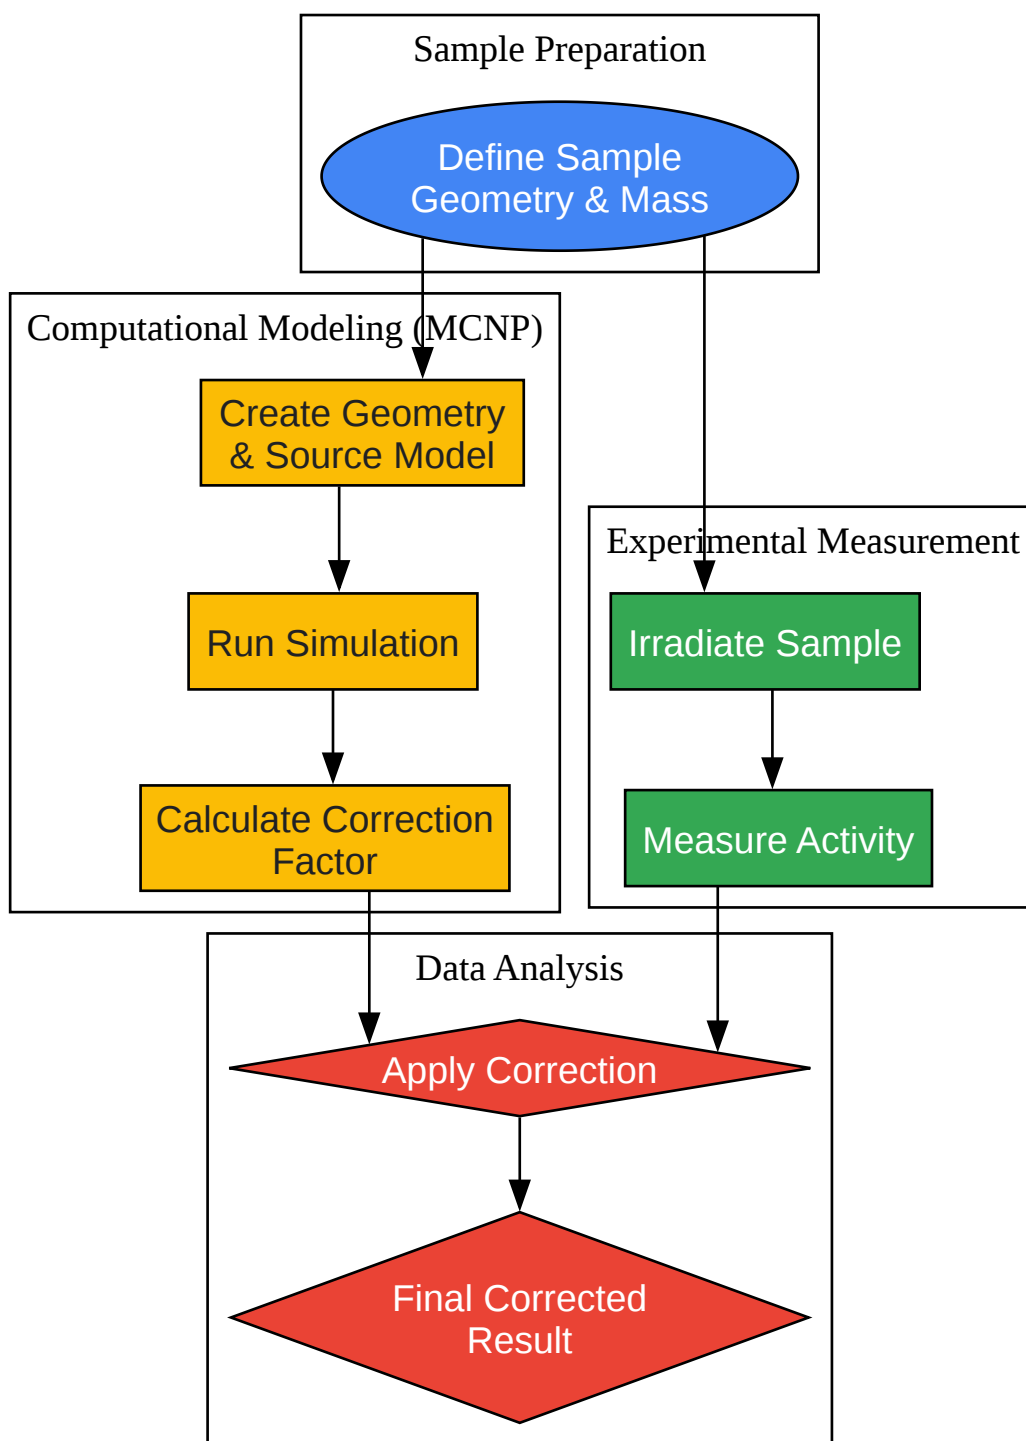 Sample Preparation
Define Sample
Geometry & Mass
Computational Modeling (MCNP)
Create Geometry
& Source Model
Run Simulation
Calculate Correction
Factor
Experimental Measurement
Irradiate Sample
Measure Activity
Data Analysis
Apply Correction
Final Corrected
Result